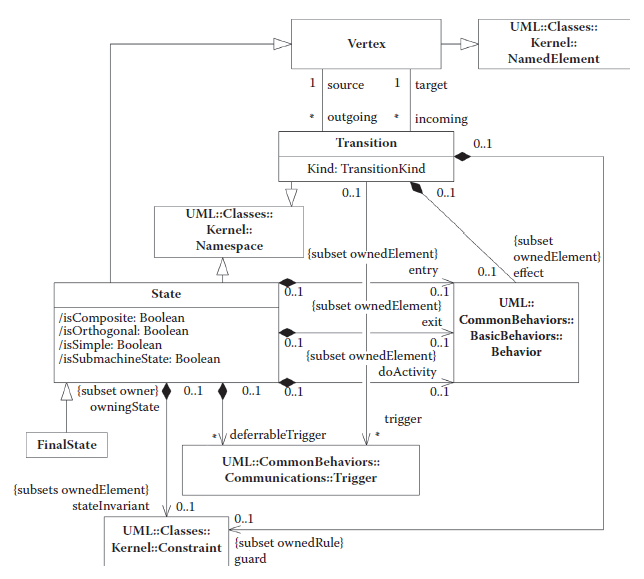 UML::Classes::
Kernel::
NamedElement
Vertex
1 source 1 target
* outgoing * incoming
Transition
Kind: TransitionKind
0..1
0..1 0..1
UML::Classes::
Kernel::
Namespace
{subset
ownedElement}
effect
0..1
{subset ownedElement}
entry
0..1 0..1
State
/isComposite: Boolean
/isOrthogonal: Boolean
/isSimple: Boolean
/isSubmachineState: Boolean
{subset ownedElement}
exit
0..1 0..1
{subset ownedElement}
doActivity
0..1 0..1
UML::
CommonBehaviors::
BasicBehaviors::
Behavior
{subset owner} 0..1 0..1
owningState
FinalState
trigger
* deferrableTrigger *
UML::CommonBehaviors::
Communications::Trigger
{subsets ownedElement}
stateInvariant 0..1
UML::Classes::
Kernel::Constraint
0..1
{subset ownedRule}
guard